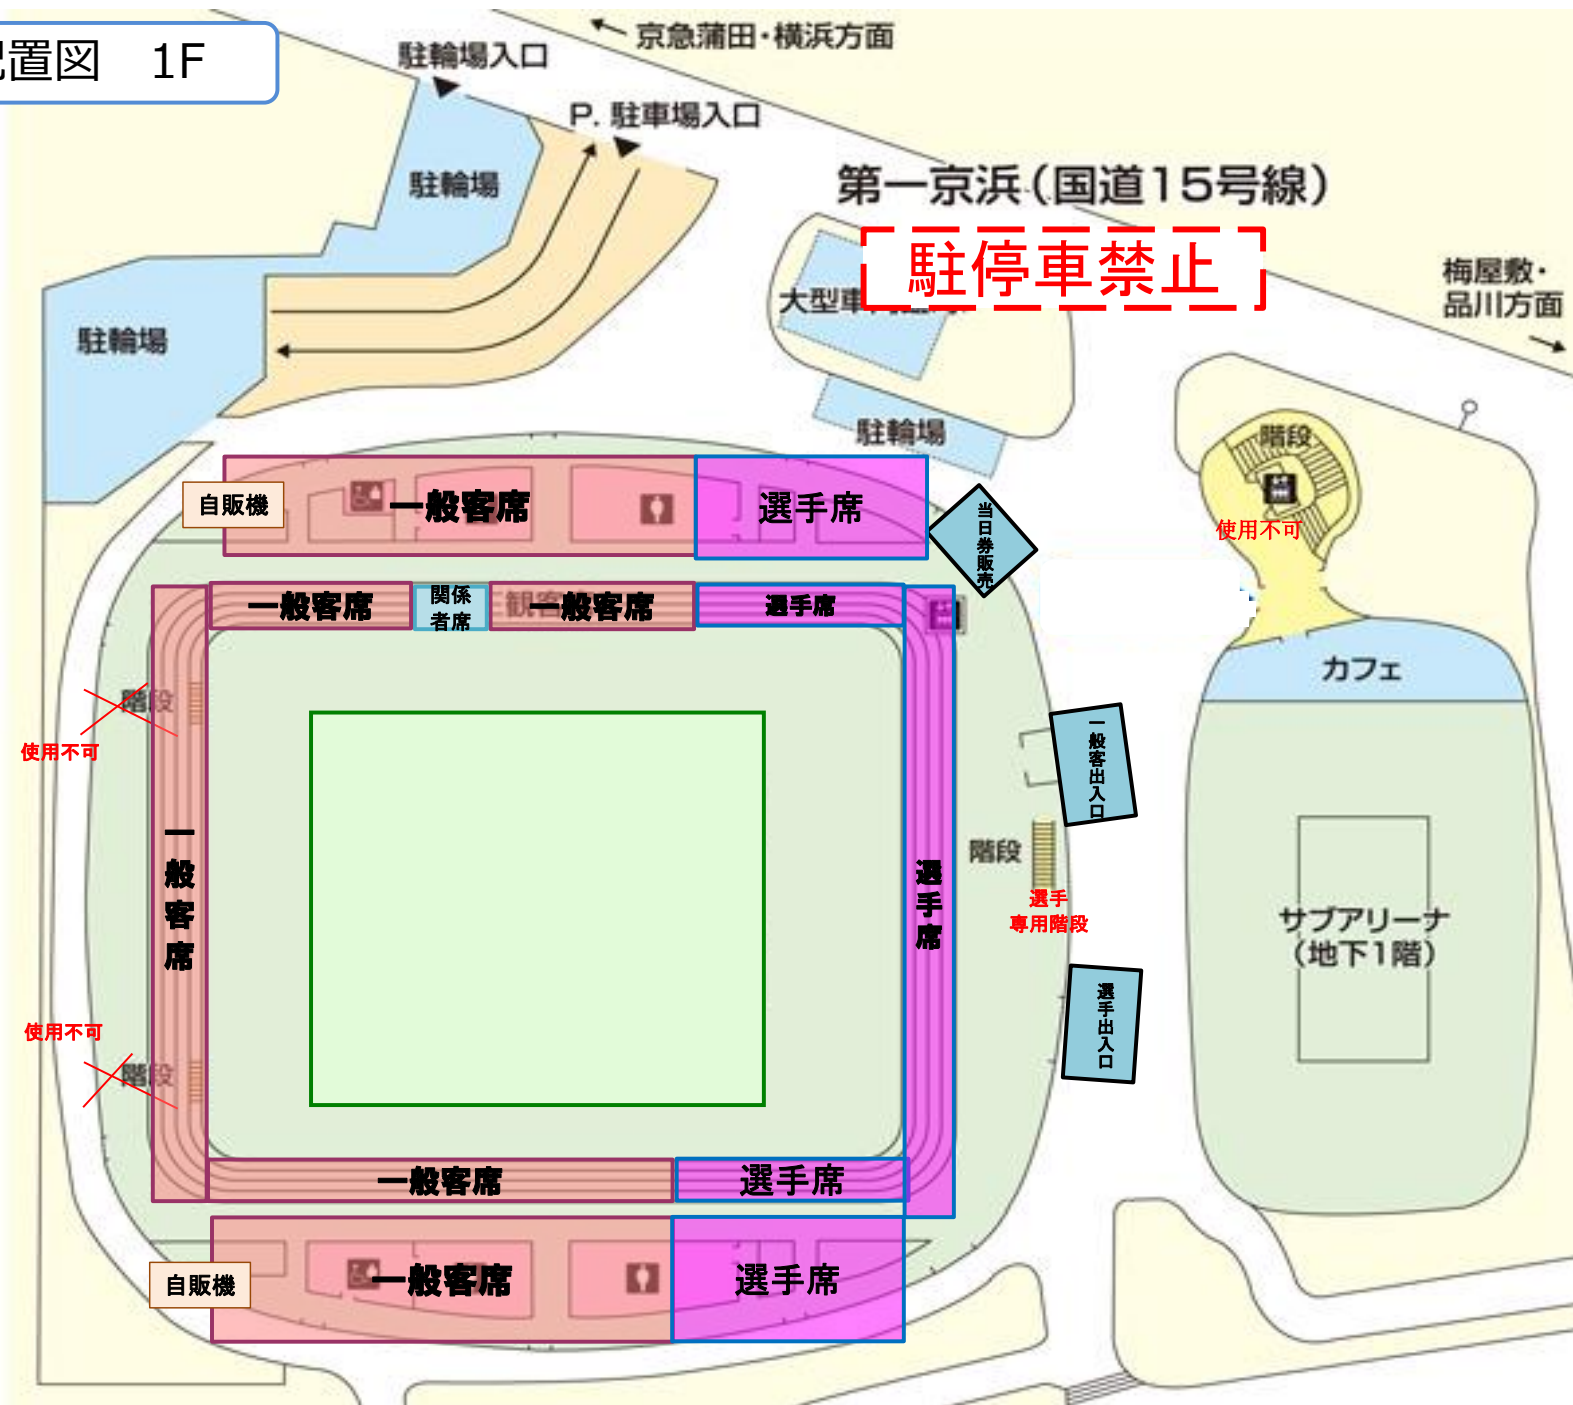 置図 1F
京急蒲田・横浜方面
駐輪場入口
P. 駐車場入口
第一京浜(国道15号線)
駐停車禁止
梅屋敷・
品川方面
駐輪場
駐輪場
大型車
駐輪場
階段
使用不可
自販機
一般客席
選手席
当日券販売
一般客席
関係
者席
観客
一般客席
選手席
カフェ
階段
使用不可
一般客出入口
一般客席
選手席
階段
選手
専用階段
サブアリーナ
(地下1階)
選手出入口
使用不可
階段
一般客席
選手席
自販機
一般客席
選手席